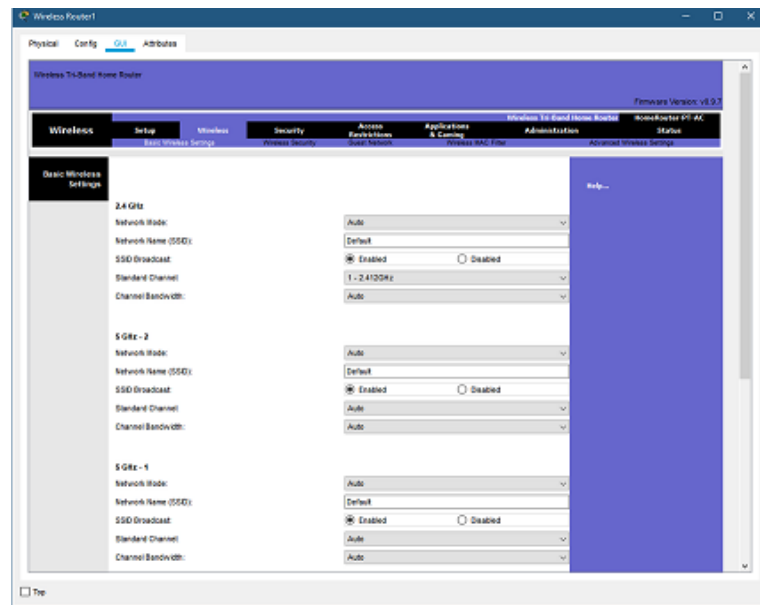 Wireless Router1
Physical Config GUI Attributes
Wireless Tri-Band Home Router
Firmware Version: v0.9.7
Wireless Tri-Band Home Router HomeRouter-PT-AC
Wireless Setup Wireless Security Access Restrictions Applications & Gaming Administration Status
Basic Wireless Settings Wireless Security Guest Network Wireless MAC Filter Advanced Wireless Settings
Basic Wireless Settings
Help...
2.4 GHz
Network Mode: Auto
Network Name (SSID): Default
SSID Broadcast: Enabled Disabled
Standard Channel: 1 - 2.412GHz
Channel Bandwidth: Auto
5 GHz - 2
Network Mode: Auto
Network Name (SSID): Default
SSID Broadcast: Enabled Disabled
Standard Channel: Auto
Channel Bandwidth: Auto
5 GHz - 1
Network Mode: Auto
Network Name (SSID): Default
SSID Broadcast: Enabled Disabled
Standard Channel: Auto
Channel Bandwidth: Auto
Top